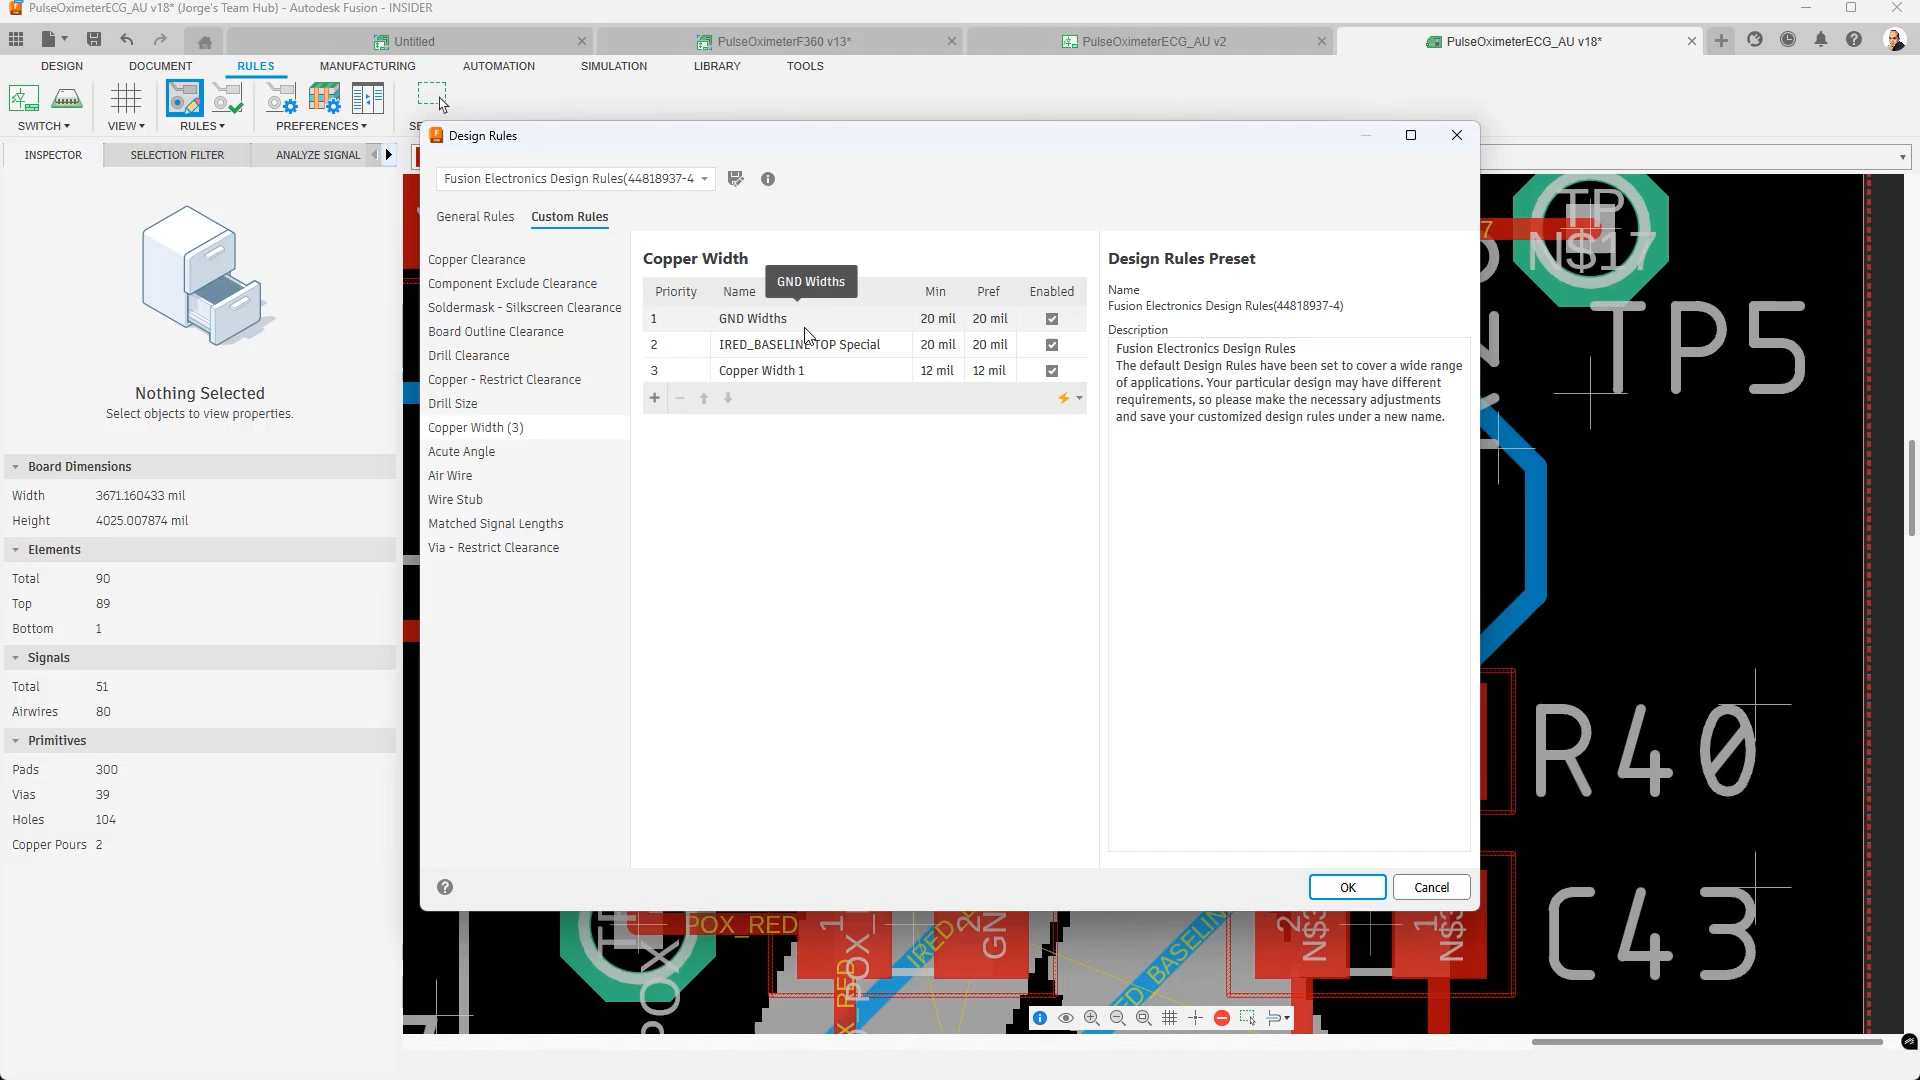 PulseOximeterECG_AU v18* (Jorge's Team Hub) - Autodesk Fusion - INSIDER
Untitled
PulseOximeterF360 v13*
PulseOximeterECG_AU v2
PulseOximeterECG_AU v18*
DESIGN
DOCUMENT
RULES
MANUFACTURING
AUTOMATION
SIMULATION
LIBRARY
TOOLS
SWITCH
VIEW
RULES
PREFERENCES
INSPECTOR
SELECTION FILTER
ANALYZE SIGNAL
Nothing Selected
Select objects to view properties.
Board Dimensions
Width 3671.160433 mil
Height 4025.007874 mil
Elements
Total 90
Top 89
Bottom 1
Signals
Total 51
Airwires 80
Primitives
Pads 300
Vias 39
Holes 104
Copper Pours 2
Design Rules
Fusion Electronics Design Rules(44818937-4
General Rules
Custom Rules
Copper Clearance
Component Exclude Clearance
Soldermask - Silkscreen Clearance
Board Outline Clearance
Drill Clearance
Copper - Restrict Clearance
Drill Size
Copper Width (3)
Acute Angle
Air Wire
Wire Stub
Matched Signal Lengths
Via - Restrict Clearance
Copper Width
GND Widths
Priority Name Min Pref Enabled
1 GND Widths 20 mil 20 mil
2 IRED_BASELINE TOP Special 20 mil 20 mil
3 Copper Width 1 12 mil 12 mil
Design Rules Preset
Name
Fusion Electronics Design Rules(44818937-4)
Description
Fusion Electronics Design Rules
The default Design Rules have been set to cover a wide range
of applications. Your particular design may have different
requirements, so please make the necessary adjustments
and save your customized design rules under a new name.
OK
Cancel
TP
N$17
TP5
R40
C43
POX_RED
1
2
GN
IRED
2
N$3
1
N$3